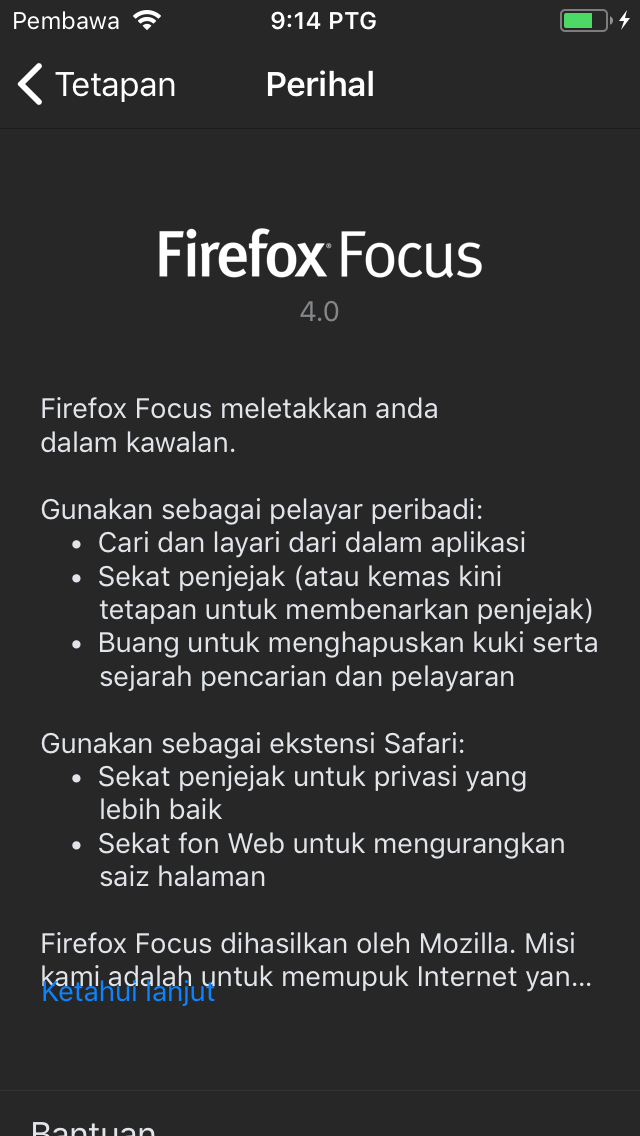 Pembawa 9:14 PTG
Tetapan Perihal
Firefox Focus
4.0
Firefox Focus meletakkan anda
dalam kawalan.
Gunakan sebagai pelayar peribadi:
• Cari dan layari dari dalam aplikasi
• Sekat penjejak (atau kemas kini
tetapan untuk membenarkan penjejak)
• Buang untuk menghapuskan kuki serta
sejarah pencarian dan pelayaran
Gunakan sebagai ekstensi Safari:
• Sekat penjejak untuk privasi yang
lebih baik
• Sekat fon Web untuk mengurangkan
saiz halaman
Firefox Focus dihasilkan oleh Mozilla. Misi
kami adalah untuk memupuk Internet yan...
Ketahui lanjut
Bantuan